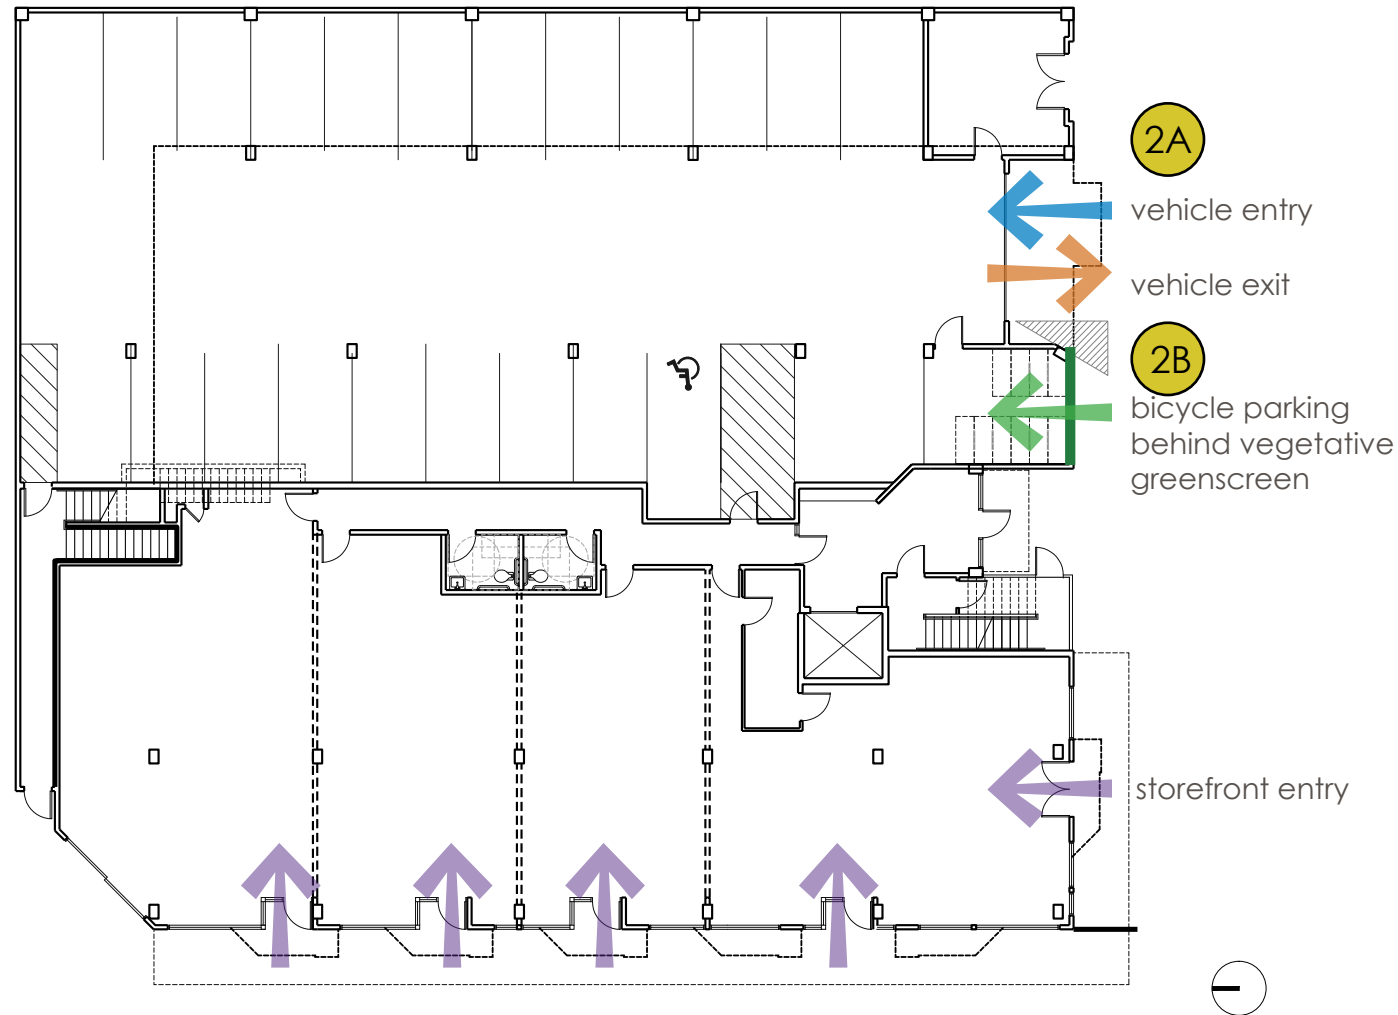 2A
vehicle entry
vehicle exit
2B
bicycle parking
behind vegetative
greenscreen
storefront entry